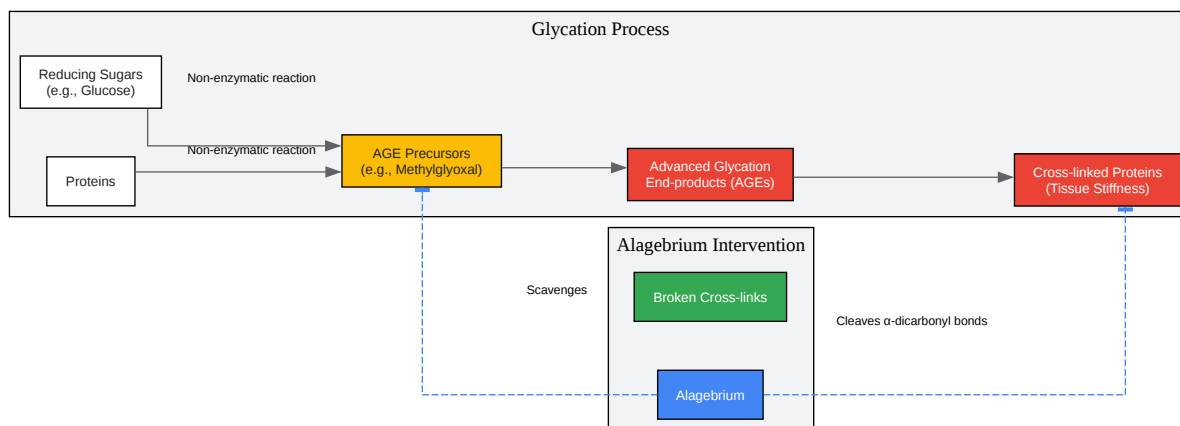 Glycation Process
Reducing Sugars
(e.g., Glucose)
Non-enzymatic reaction
Non-enzymatic reaction
Proteins
AGE Precursors
(e.g., Methylglyoxal)
Advanced Glycation
End-products (AGEs)
Cross-linked Proteins
(Tissue Stiffness)
Alagebrium Intervention
Scavenges
Broken Cross-links
Cleaves α-dicarbonyl bonds
Alagebrium